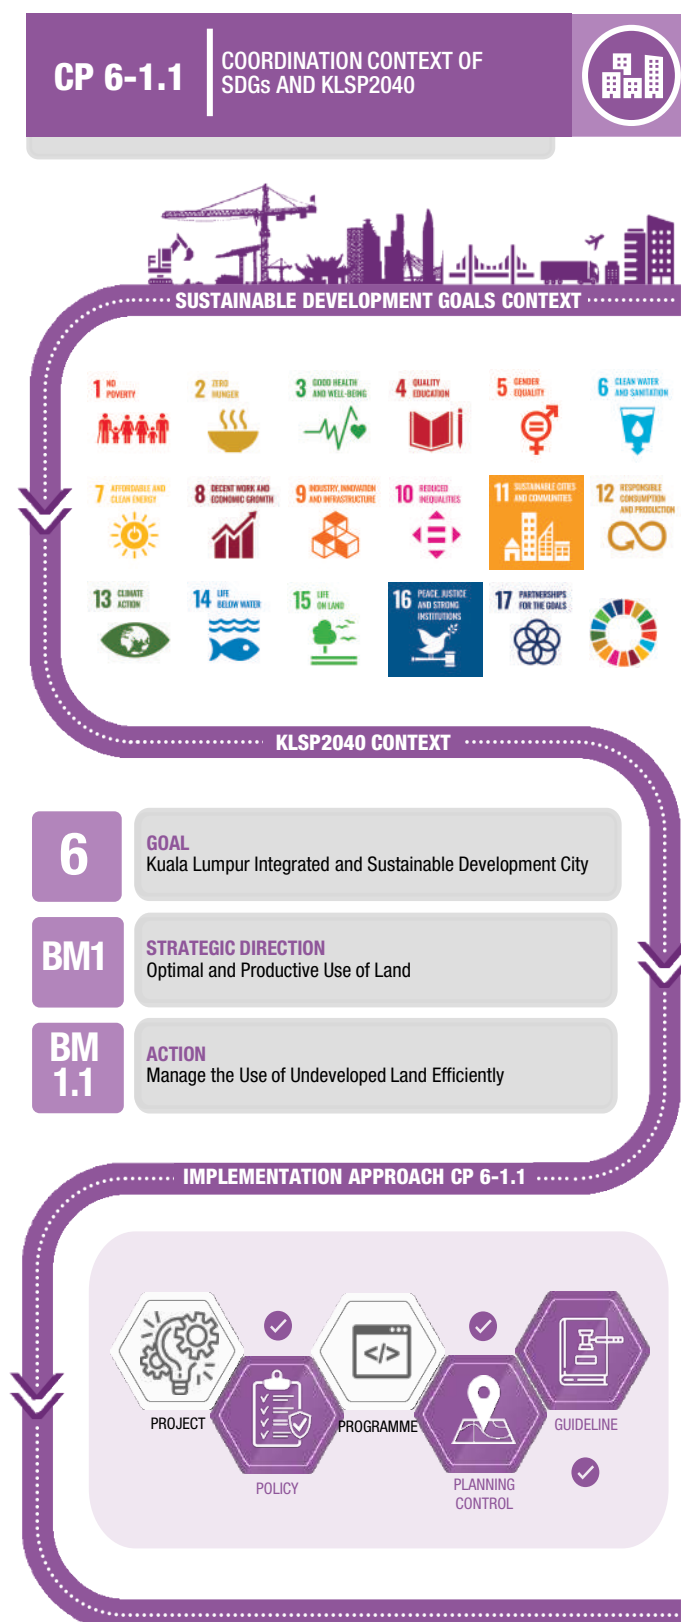 CP 6-1.1
COORDINATION CONTEXT OF
SDGs AND KLSP2040
SUSTAINABLE DEVELOPMENT GOALS CONTEXT
1 NO
POVERTY
2 ZERO
HUNGER
3 GOOD HEALTH
AND WELL-BEING
4 QUALITY
EDUCATION
5 GENDER
EQUALITY
6 CLEAN WATER
AND SANITATION
7 AFFORDABLE AND
CLEAN ENERGY
8 DECENT WORK AND
ECONOMIC GROWTH
9 INDUSTRY, INNOVATION
AND INFRASTRUCTURE
10 REDUCED
INEQUALITIES
11 SUSTAINABLE CITIES
AND COMMUNITIES
12 RESPONSIBLE
CONSUMPTION
AND PRODUCTION
13 CLIMATE
ACTION
14 LIFE
BELOW WATER
15 LIFE
ON LAND
16 PEACE, JUSTICE
AND STRONG
INSTITUTIONS
17 PARTNERSHIPS
FOR THE GOALS
KLSP2040 CONTEXT
6
GOAL
Kuala Lumpur Integrated and Sustainable Development City
BM1
STRATEGIC DIRECTION
Optimal and Productive Use of Land
BM
1.1
ACTION
Manage the Use of Undeveloped Land Efficiently
IMPLEMENTATION APPROACH CP 6-1.1
</>
PROJECT
POLICY
PROGRAMME
PLANNING
CONTROL
GUIDELINE